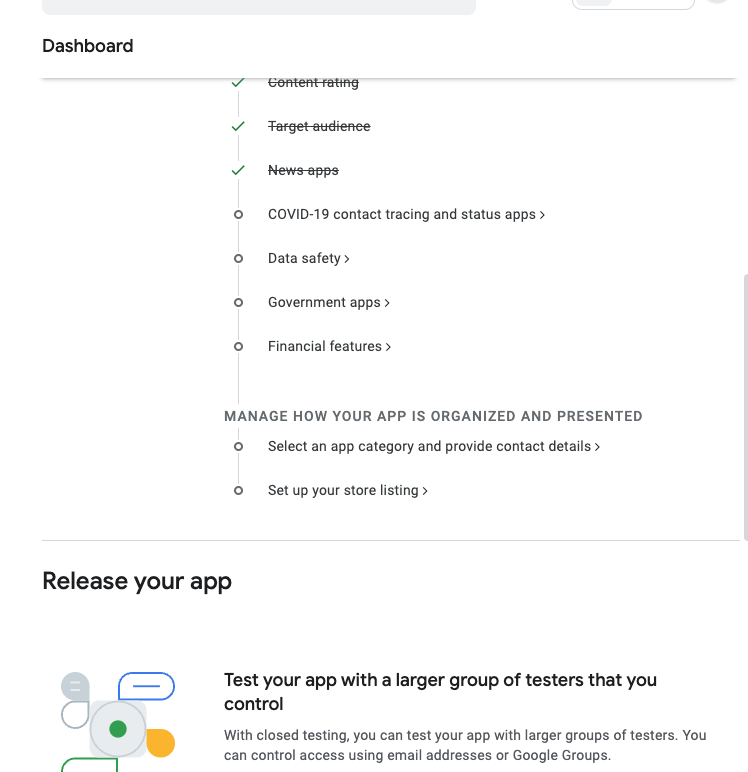 Dashboard
Content rating
Target audience
News apps
COVID-19 contact tracing and status apps
Data safety
Government apps
Financial features
MANAGE HOW YOUR APP IS ORGANIZED AND PRESENTED
Select an app category and provide contact details
Set up your store listing
Release your app
Test your app with a larger group of testers that you
control
With closed testing, you can test your app with larger groups of testers. You
can control access using email addresses or Google Groups.